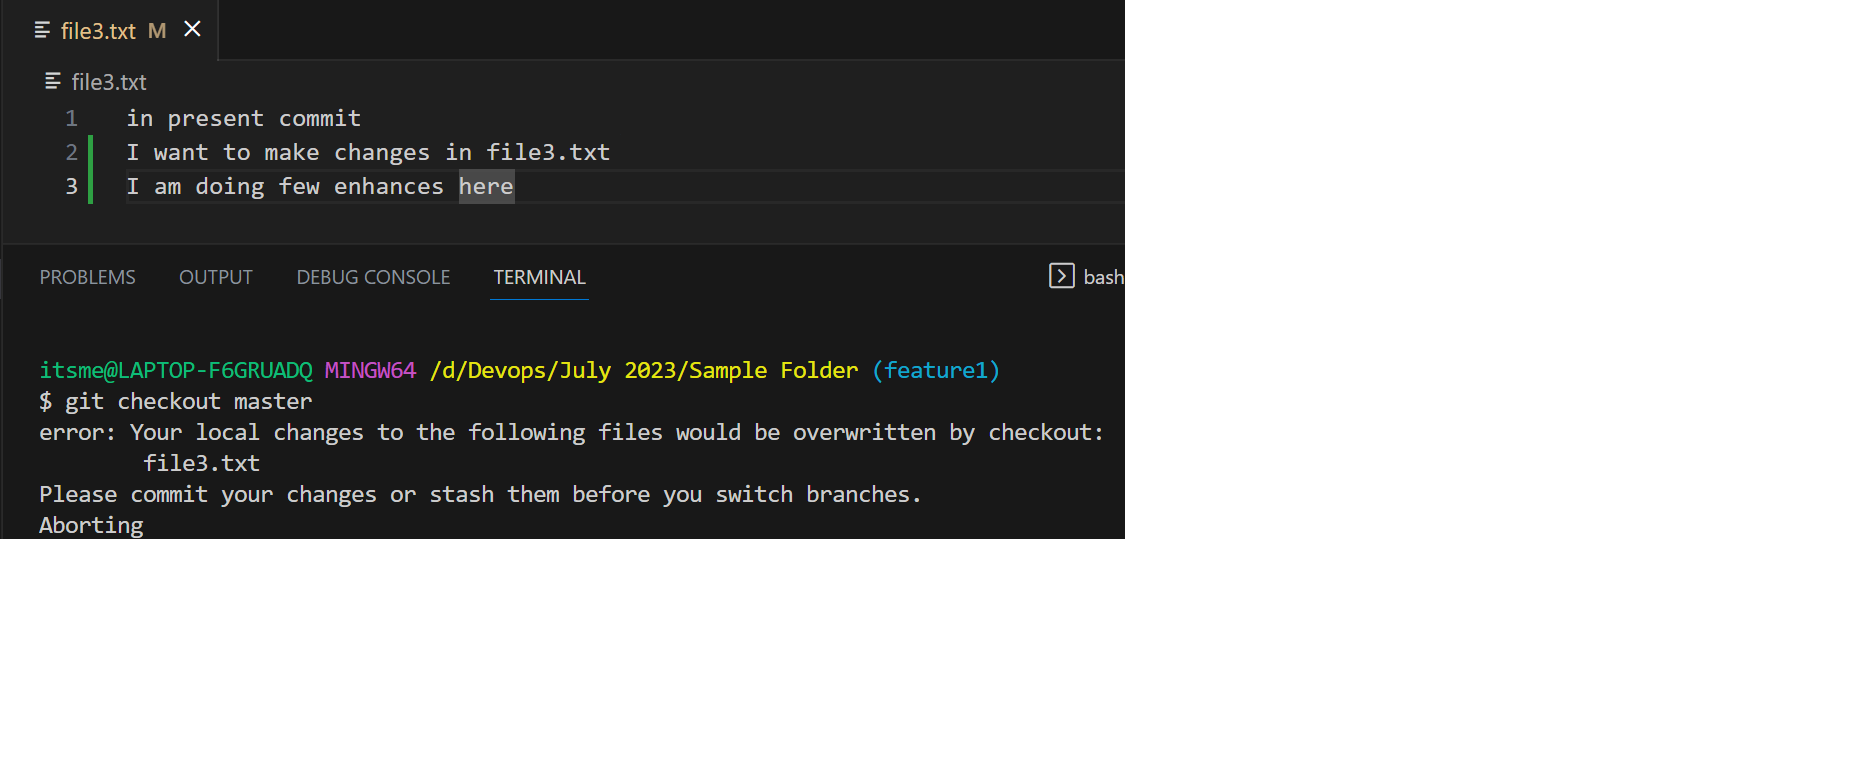 file3.txt M
file3.txt
1 in present commit
2 I want to make changes in file3.txt
3 I am doing few enhances here
PROBLEMS OUTPUT DEBUG CONSOLE TERMINAL bash
itsme@LAPTOP-F6GRUADQ MINGW64 /d/Devops/July 2023/Sample Folder (feature1)
$ git checkout master
error: Your local changes to the following files would be overwritten by checkout:
file3.txt
Please commit your changes or stash them before you switch branches.
Aborting